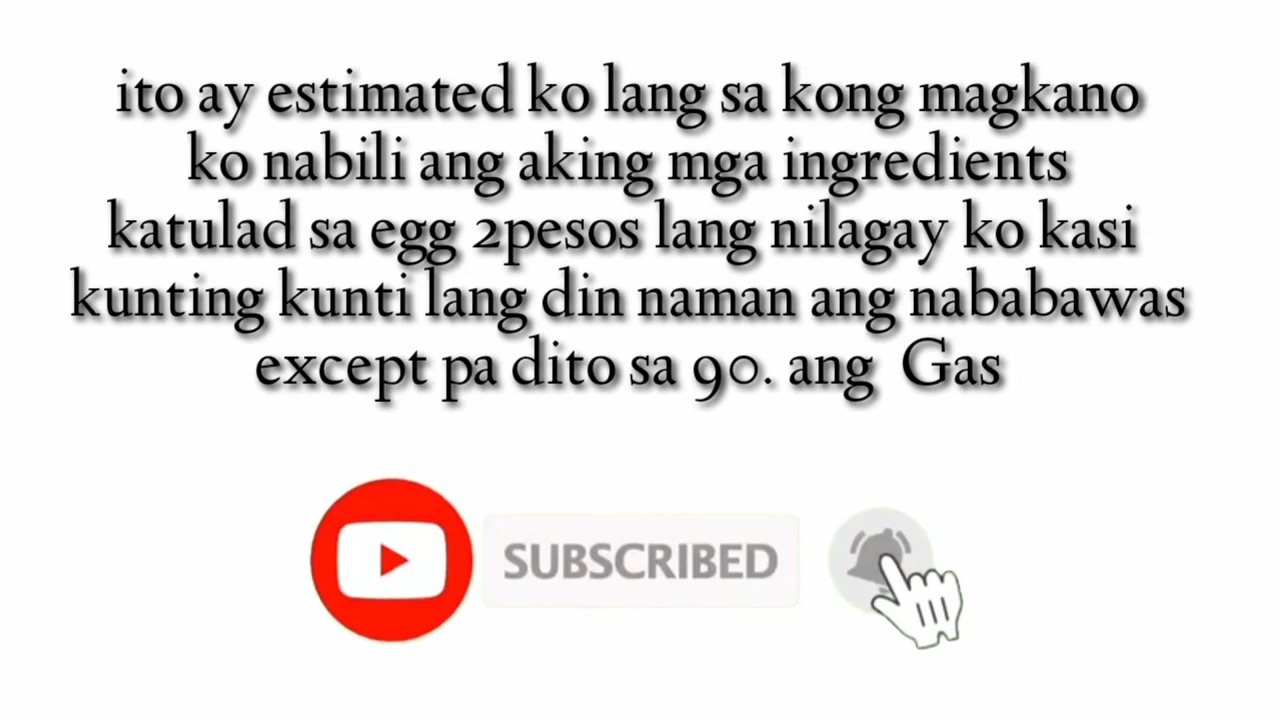 ito ay estimated ko lang sa kong magkano
ko nabili ang aking mga ingredients
katulad sa egg 2pesos lang nilagay ko kasi
kunting kunti lang din naman ang nababawas
except pa dito sa 90. ang Gas
SUBSCRIBED